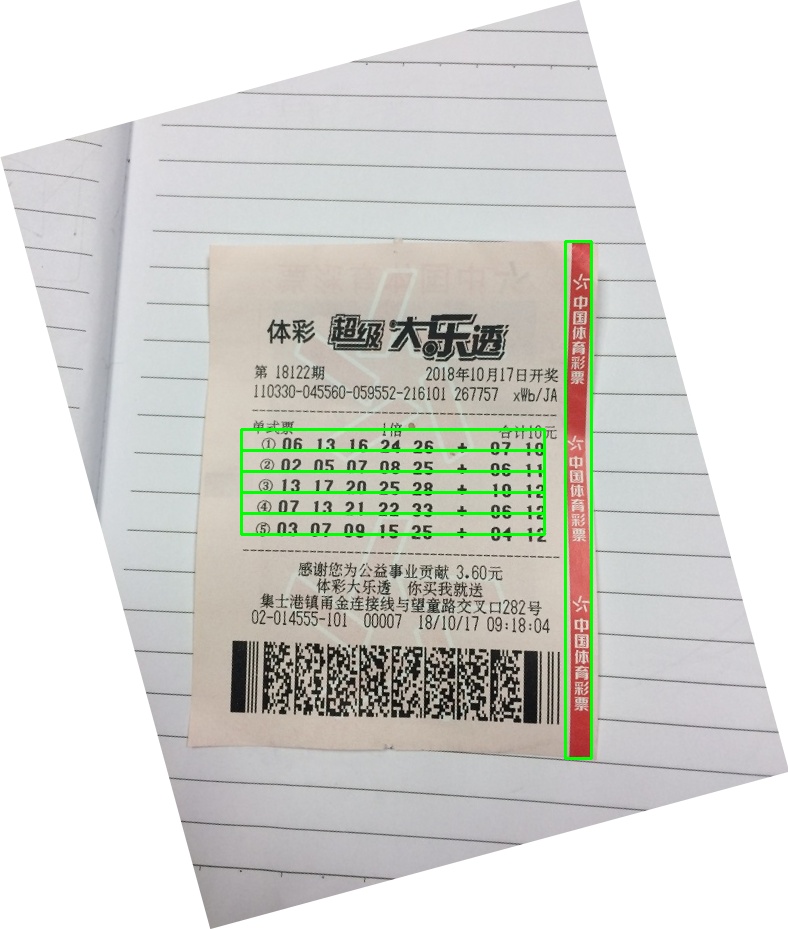 体彩 超级大乐透
第 18122期 2018年10月17日开奖
110330-045560-059552-216101 267757 xWb/JA
单式票 1倍 合计10元
① 06 13 16 24 26 + 07 10
② 02 05 07 08 25 + 06 11
③ 13 17 20 25 28 + 10 12
④ 07 13 21 22 33 + 06 12
⑤ 03 07 09 15 25 + 04 12
感谢您为公益事业贡献 3.60元
体彩大乐透 你买我就送
集士港镇甬金连接线与望童路交叉口282号
02-014555-101 00007 18/10/17 09:18:04
中国体育彩票
中国体育彩票
中国体育彩票